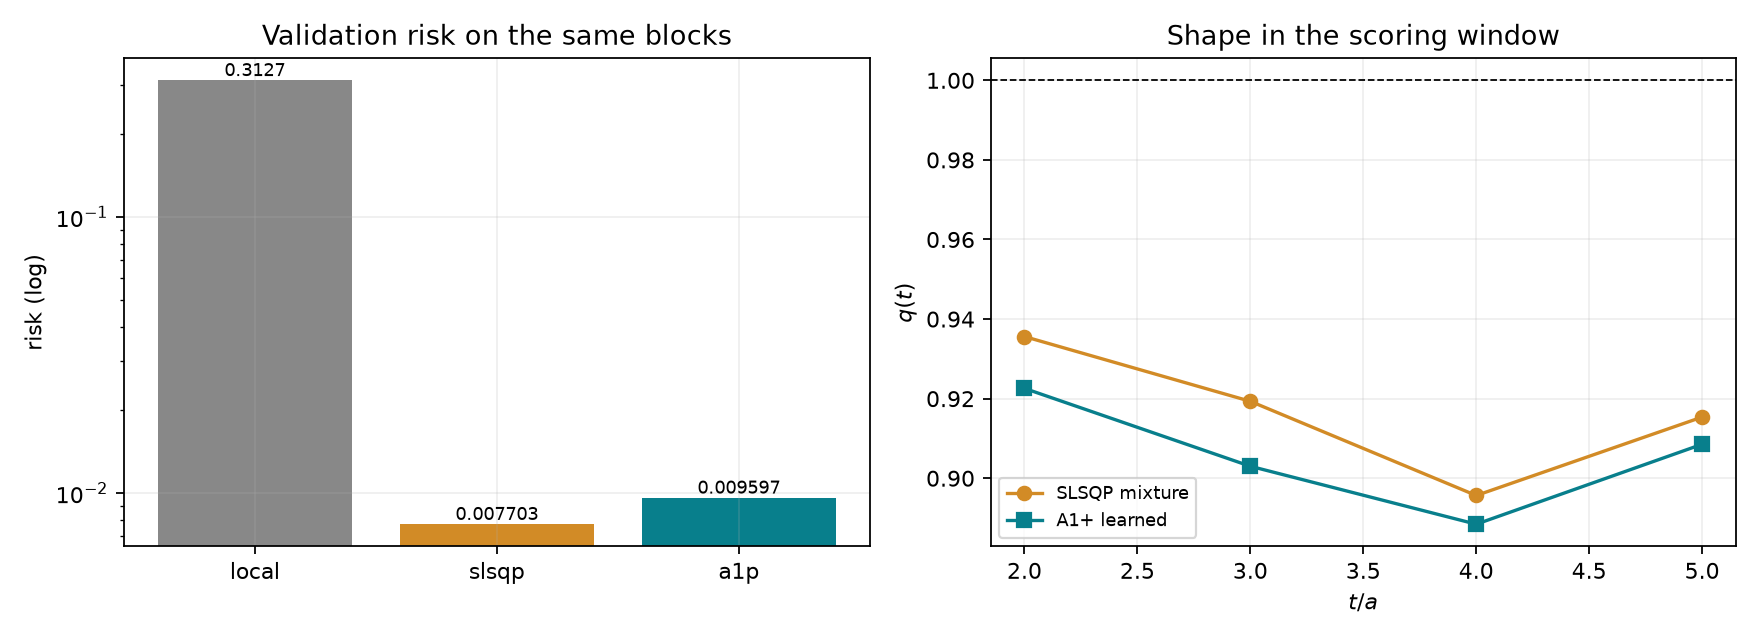 Validation risk on the same blocks
risk (log)
10⁻¹
10⁻²
0.3127
0.007703
0.009597
local
slsqp
a1p
Shape in the scoring window
q(t)
1.00
0.98
0.96
0.94
0.92
0.90
SLSQP mixture
A1+ learned
2.0 2.5 3.0 3.5 4.0 4.5 5.0
t/a